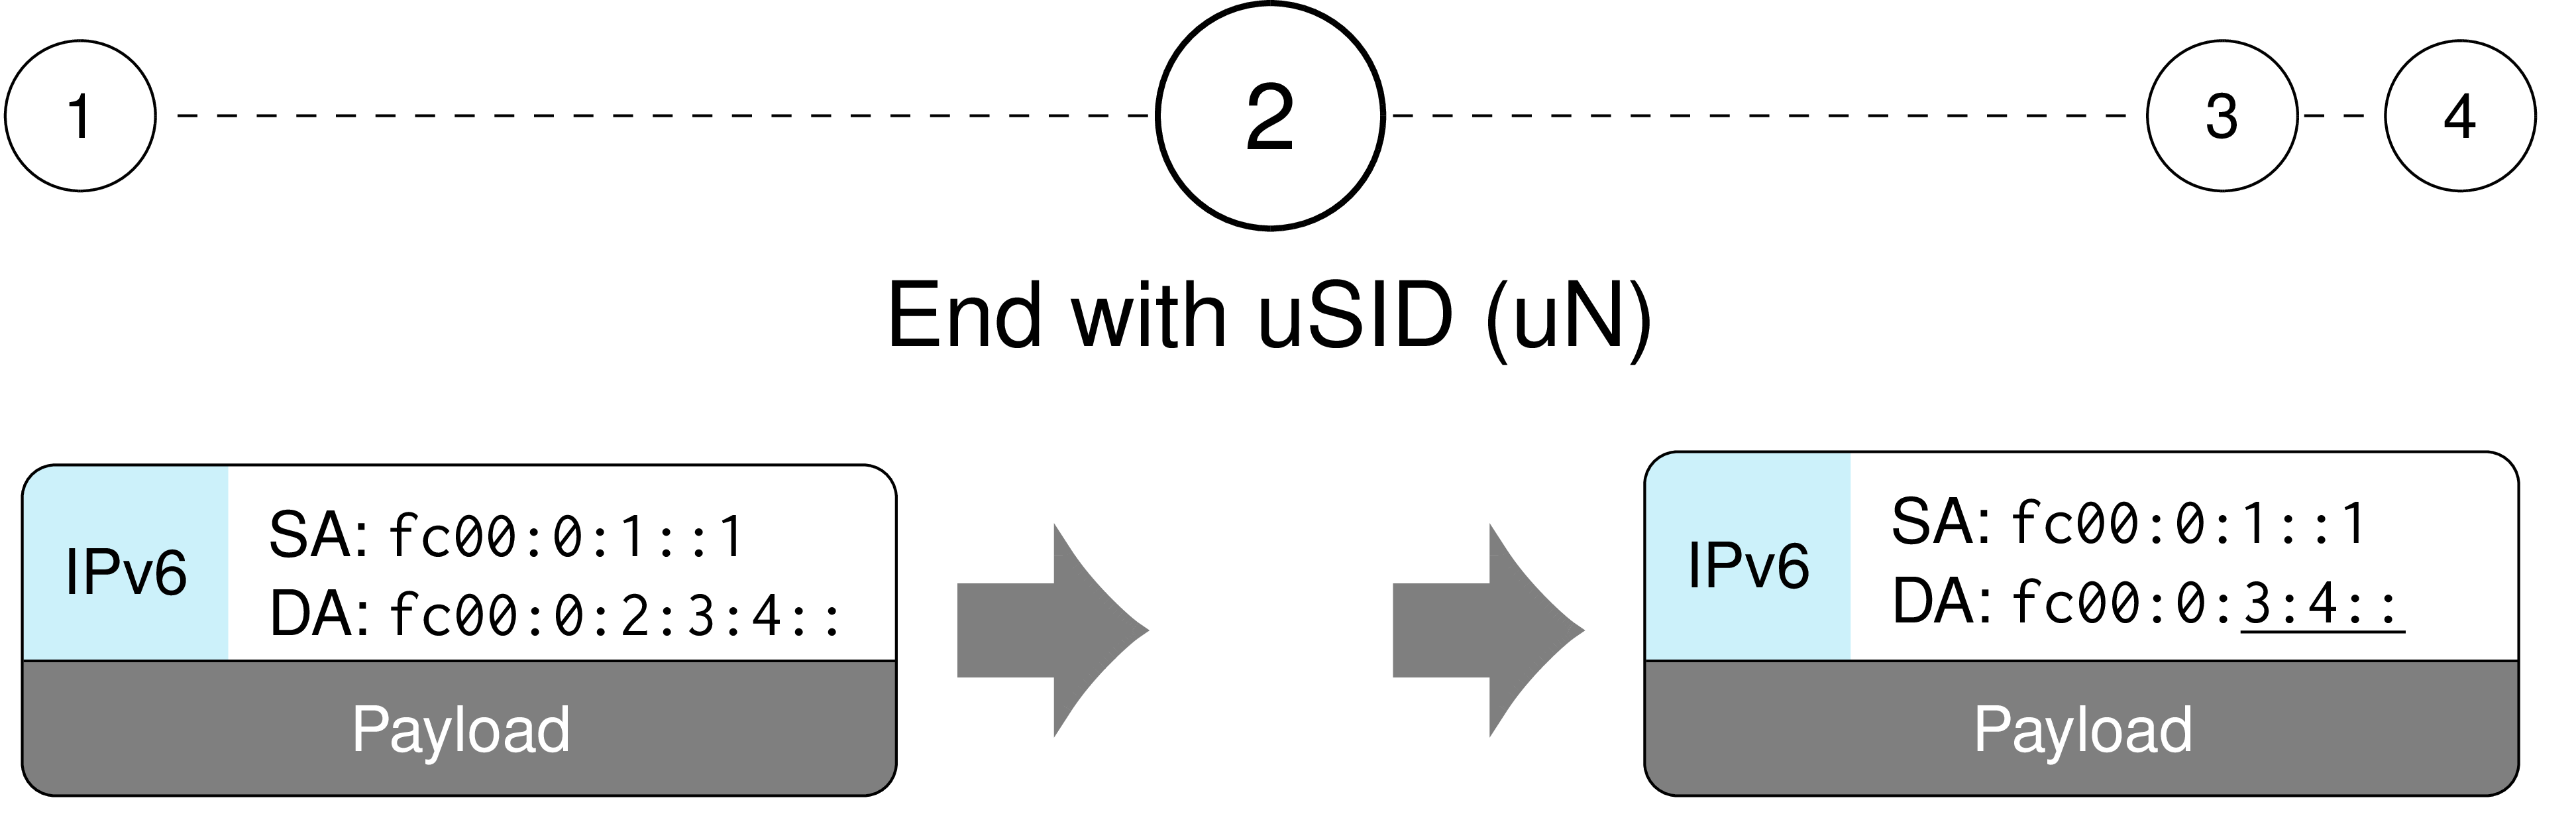 1
2
3
4
End with uSID (uN)
IPv6
SA: fc00:0:1::1
DA: fc00:0:2:3:4::
Payload
IPv6
SA: fc00:0:1::1
DA: fc00:0:3:4::
Payload